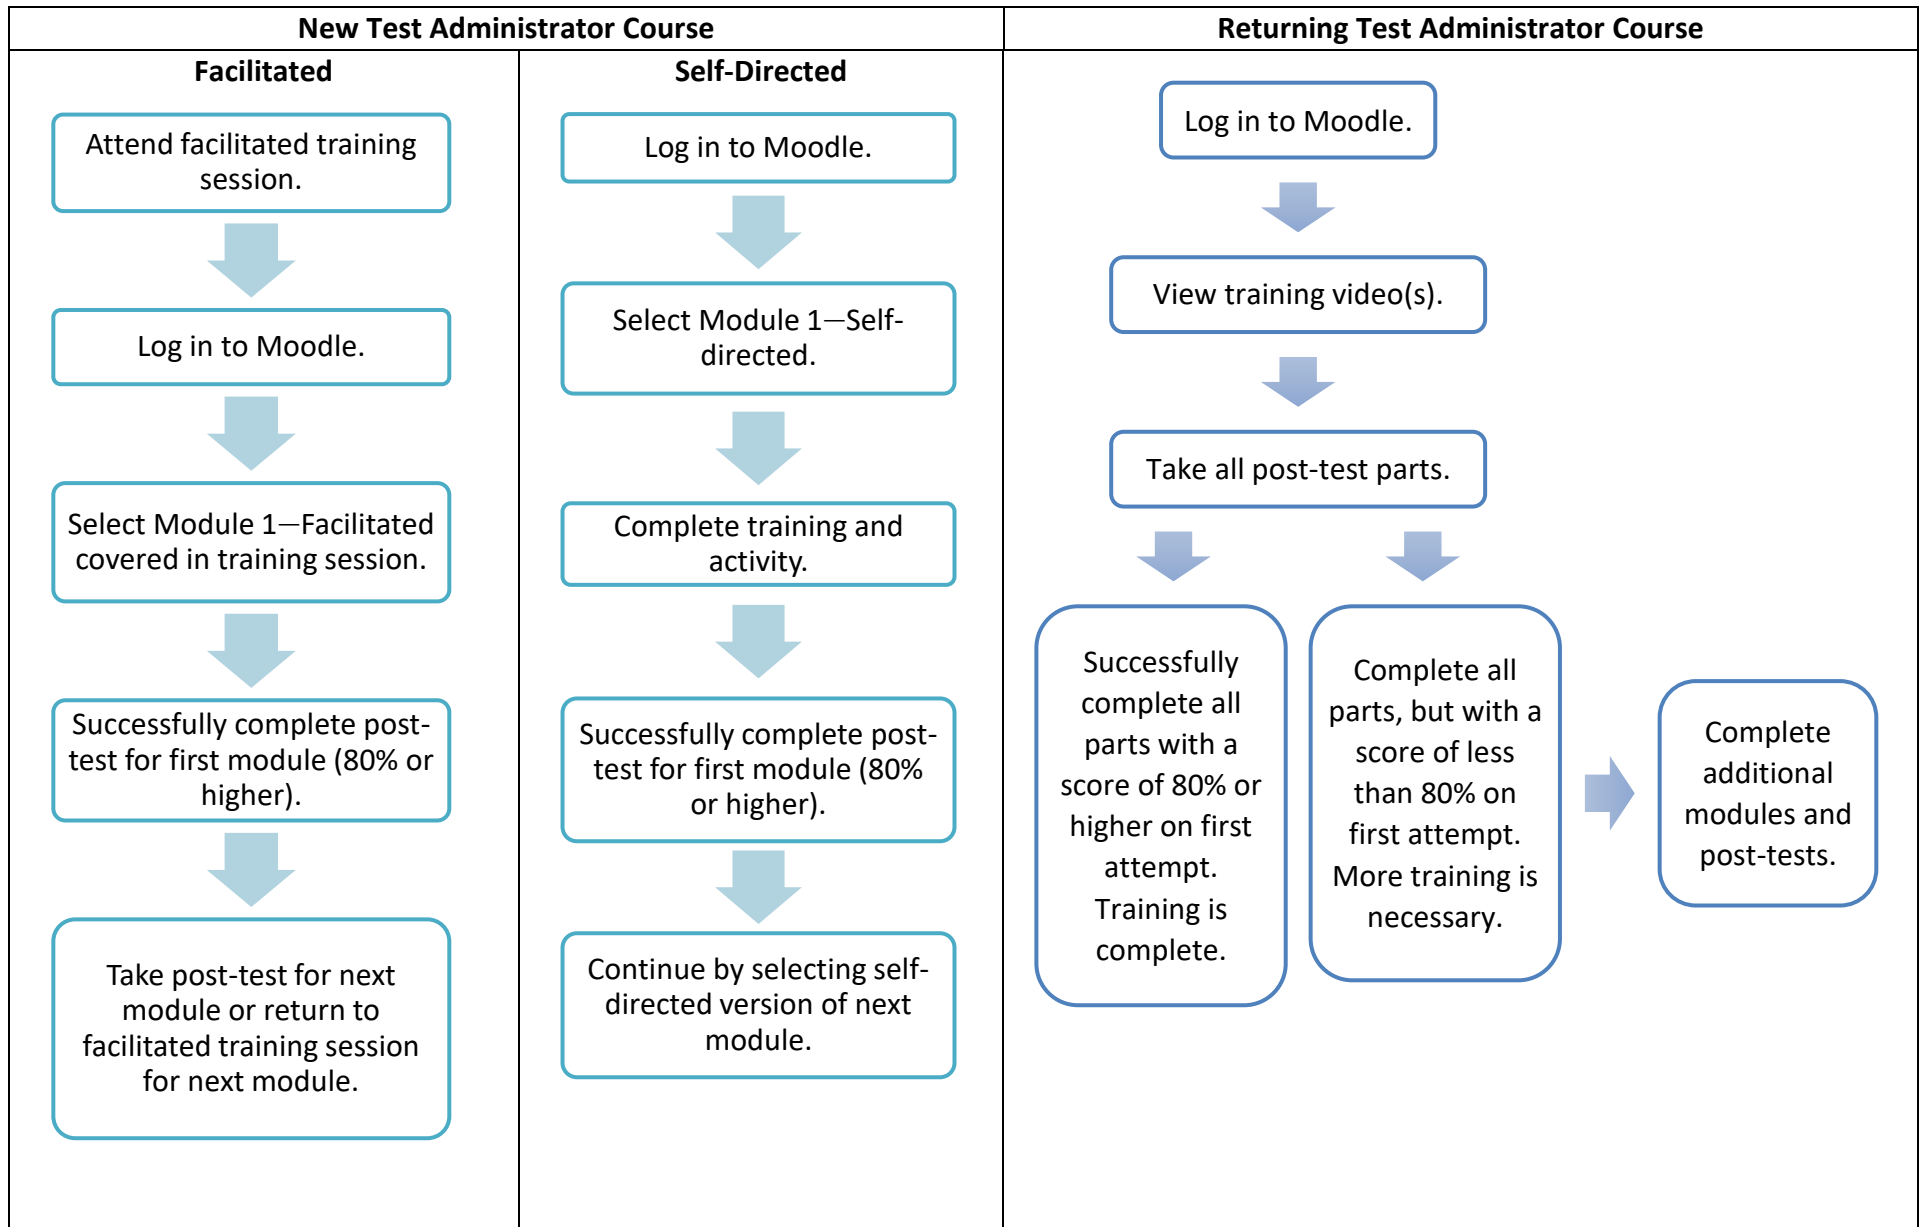 New Test Administrator Course
Returning Test Administrator Course
Facilitated
Attend facilitated training
session.
Log in to Moodle.
Select Module 1—Facilitated
covered in training session.
Successfully complete post-
test for first module (80% or
higher).
Take post-test for next
module or return to
facilitated training session
for next module.
Self-Directed
Log in to Moodle.
Select Module 1—Self-
directed.
Complete training and
activity.
Successfully complete post-
test for first module (80%
or higher).
Continue by selecting self-
directed version of next
module.
Log in to Moodle.
View training video(s).
Take all post-test parts.
Successfully
complete all
parts with a
score of 80% or
higher on first
attempt.
Training is
complete.
Complete all
parts, but with a
score of less
than 80% on
first attempt.
More training is
necessary.
Complete
additional
modules and
post-tests.